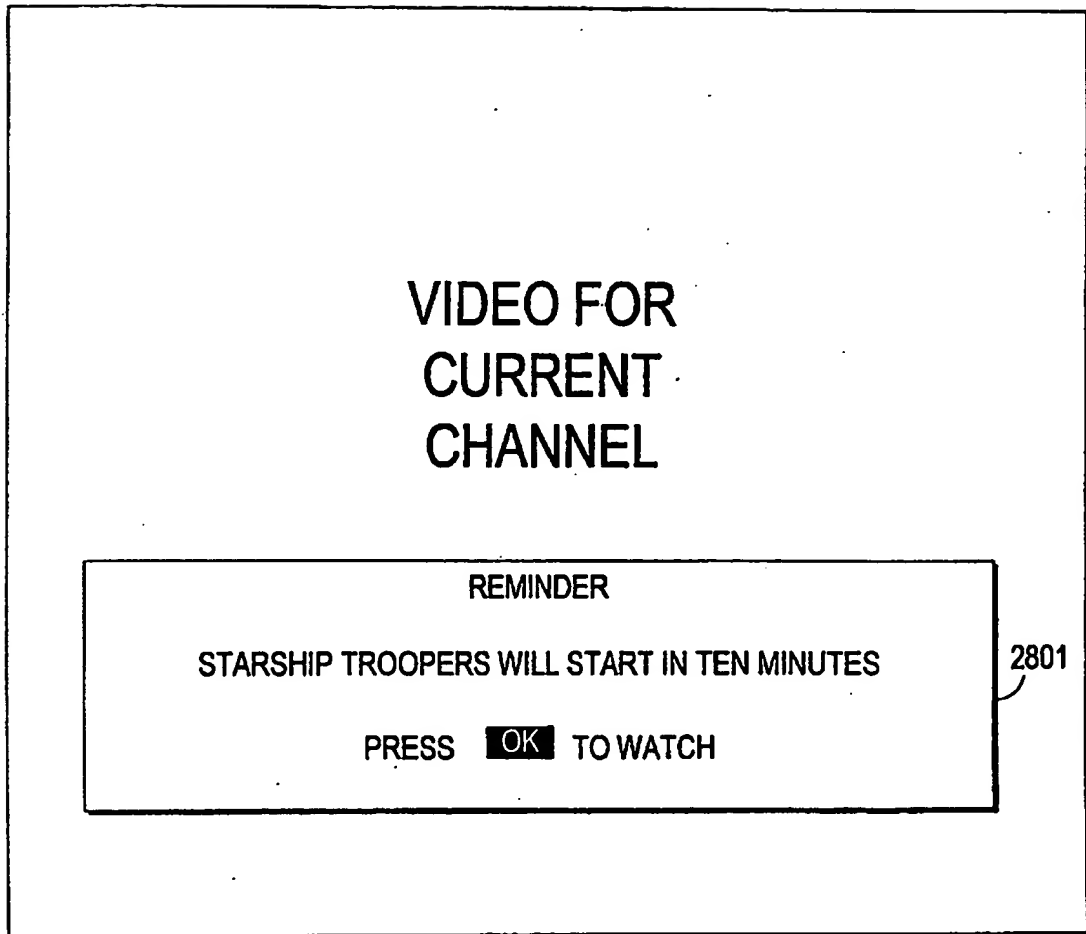 VIDEO FOR
CURRENT
CHANNEL
REMINDER
STARSHIP TROOPERS WILL START IN TEN MINUTES
2801
PRESS OK TO WATCH